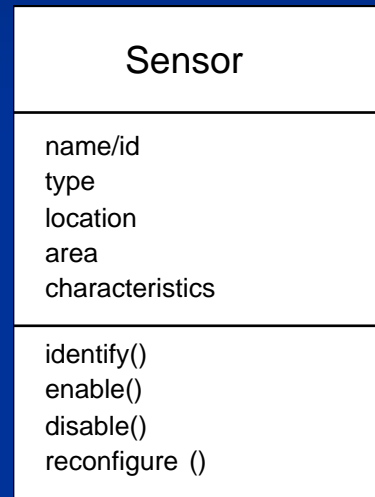 Sensor
name/id
type
location
area
characteristics
identify()
enable()
disable()
reconfigure ()